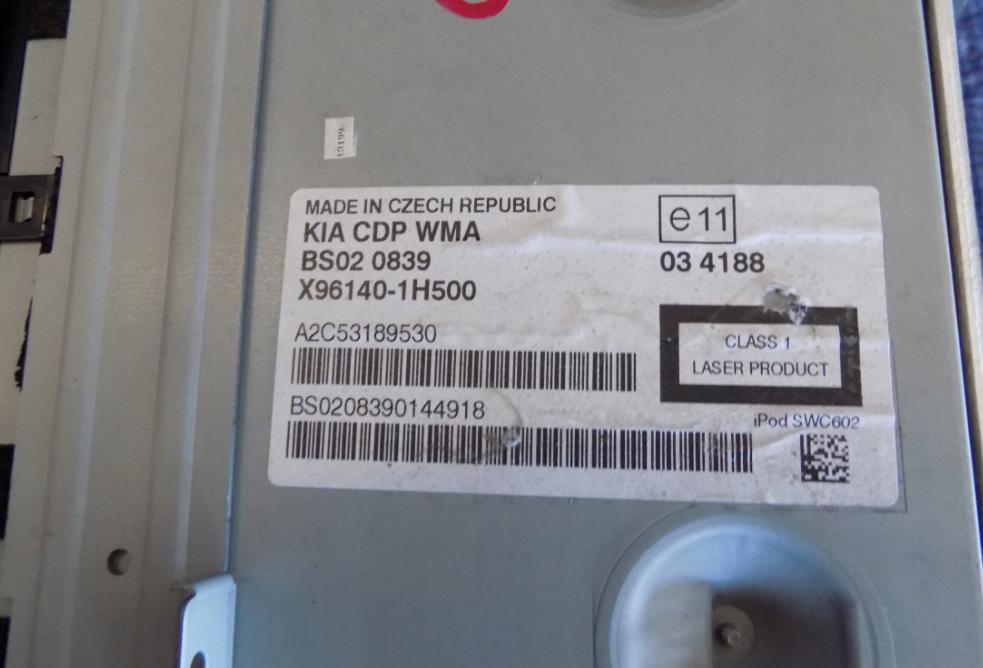 13199
MADE IN CZECH REPUBLIC
KIA CDP WMA
BS02 0839
X96140-1H500
e11
03 4188
A2C53189530
CLASS 1
LASER PRODUCT
BS0208390144918
iPod SWC602